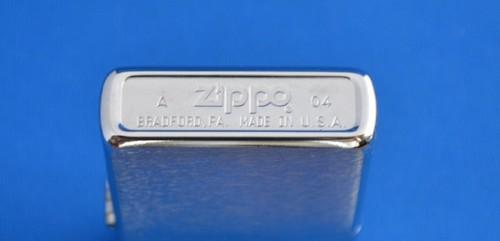 A Zippo 04
BRADFORD, PA. MADE IN U.S.A.